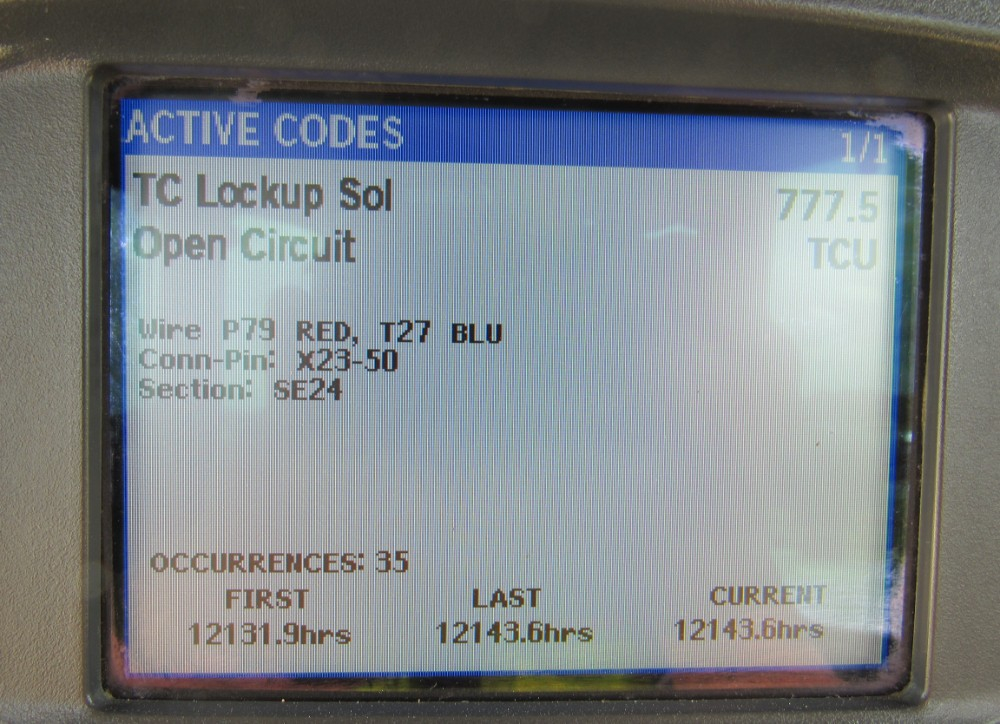 ACTIVE CODES 1/1
TC Lockup Sol 777.5
Open Circuit TCU
Wire P79 RED, T27 BLU
Conn-Pin: X23-50
Section: SE24
OCCURRENCES: 35
FIRST LAST CURRENT
12131.9hrs 12143.6hrs 12143.6hrs